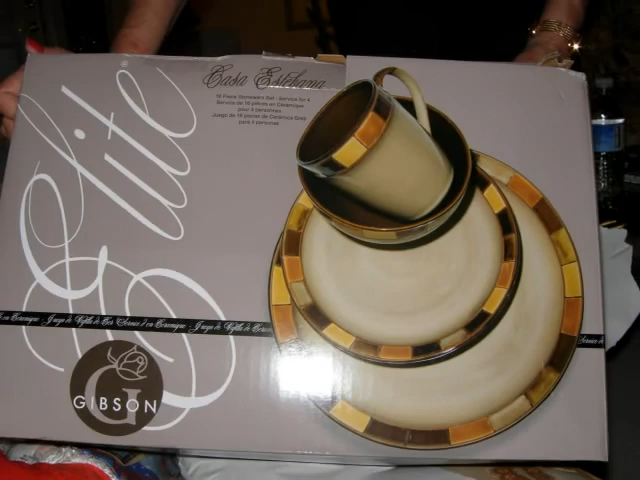 Casa Estebana
16 Piece Stoneware Set · Service for 4
Service de 16 pièces en Céramique
pour 4 personnes
Juego de 16 piezas de Cerámica Gres
para 4 personas
Elite®
G
GIBSON